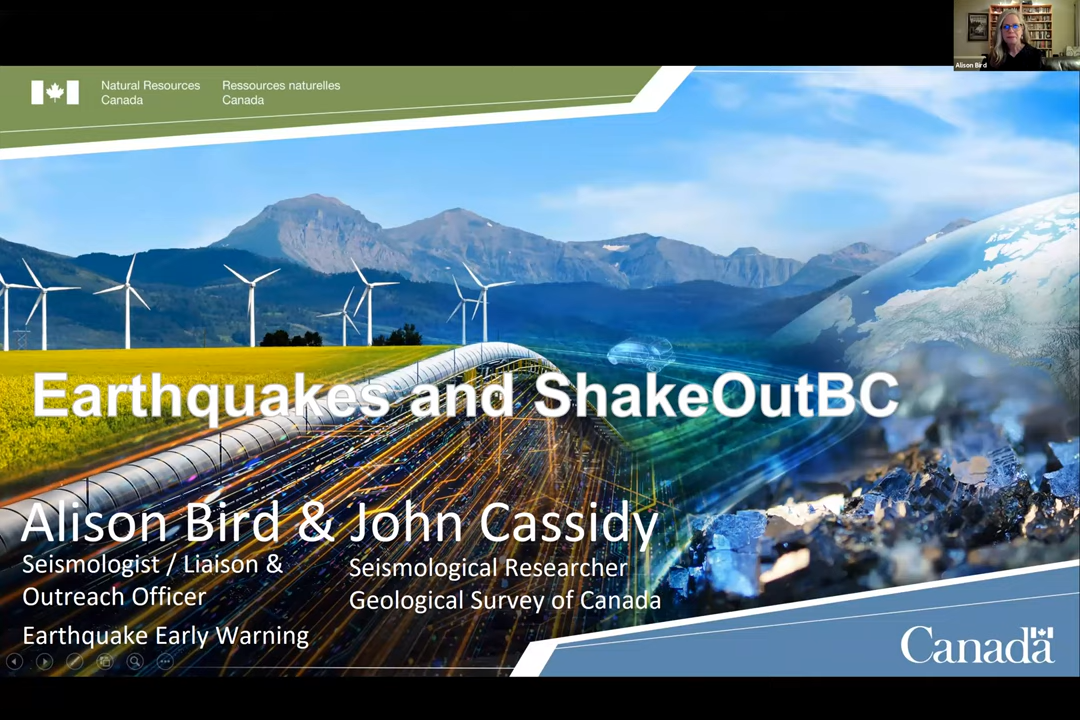 Alison Bird
Natural Resources
Canada
Ressources naturelles
Canada
Earthquakes and ShakeOutBC
Alison Bird & John Cassidy
Seismologist / Liaison &
Outreach Officer
Earthquake Early Warning
Seismological Researcher
Geological Survey of Canada
Canada